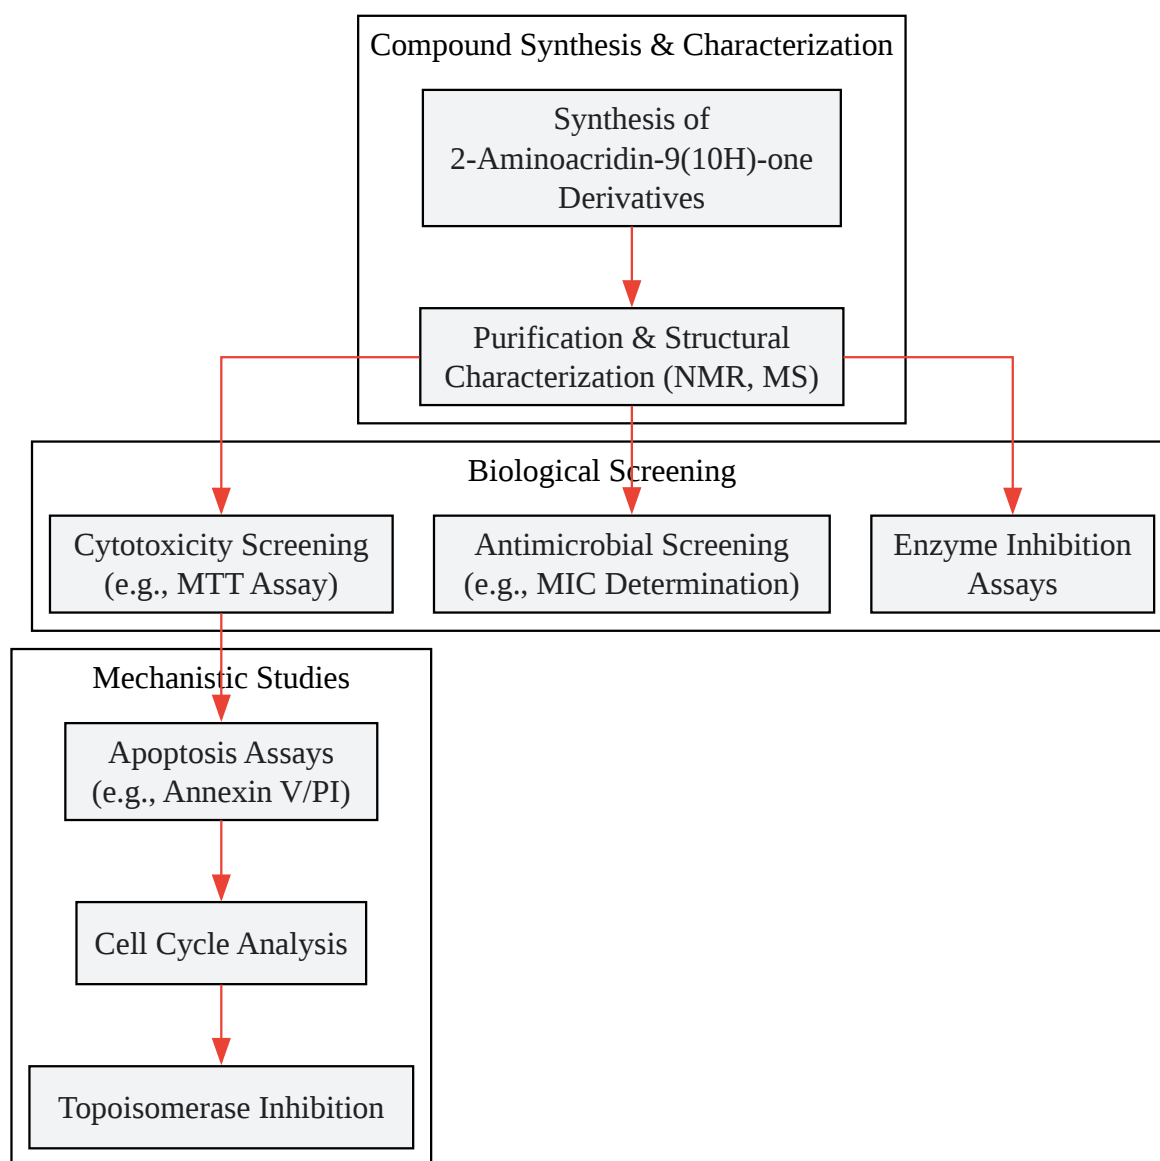 Compound Synthesis & Characterization
Synthesis of
2-Aminoacridin-9(10H)-one
Derivatives
Purification & Structural
Characterization (NMR, MS)
Biological Screening
Cytotoxicity Screening
(e.g., MTT Assay)
Antimicrobial Screening
(e.g., MIC Determination)
Enzyme Inhibition
Assays
Mechanistic Studies
Apoptosis Assays
(e.g., Annexin V/PI)
Cell Cycle Analysis
Topoisomerase Inhibition